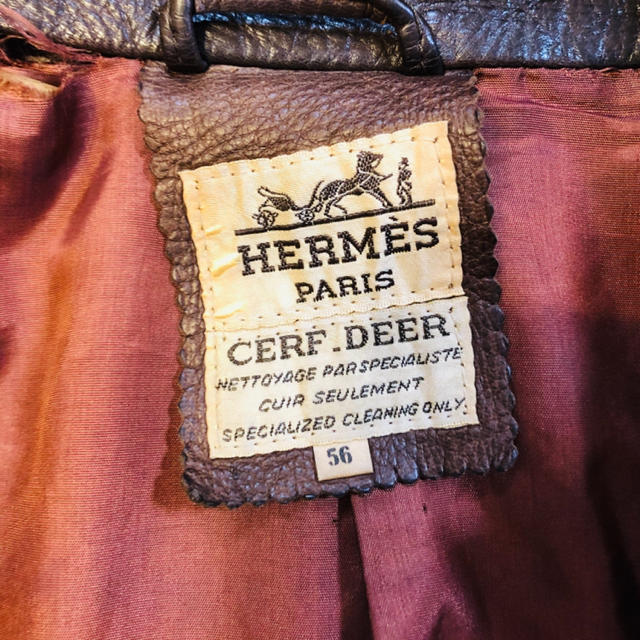 HERMÈS
PARIS
CERF.DEER
NETTOYAGE PAR SPECIALISTE
CUIR SEULEMENT
SPECIALIZED CLEANING ONLY.
56